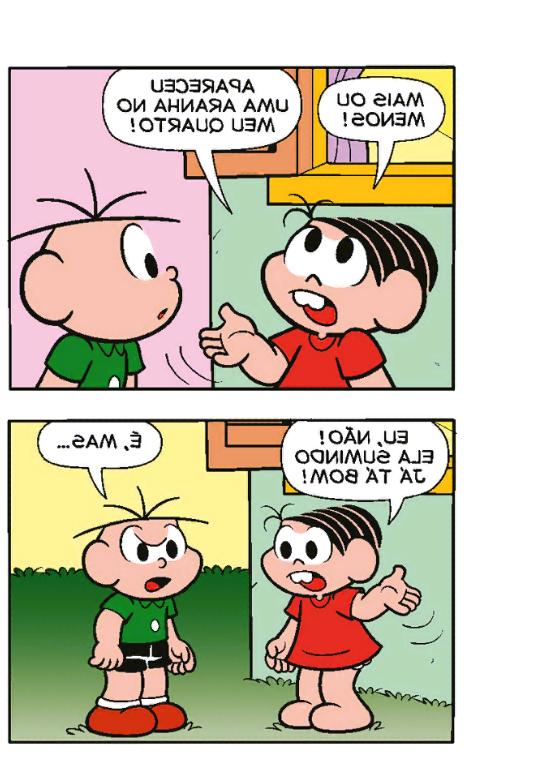 MAIS OU
MENOS!
APARECEU
UMA ARANHA NO
MEU QUARTO!
EU, NÃO!
ELA SUMINDO
JÁ TÁ BOM!
É, MAS...